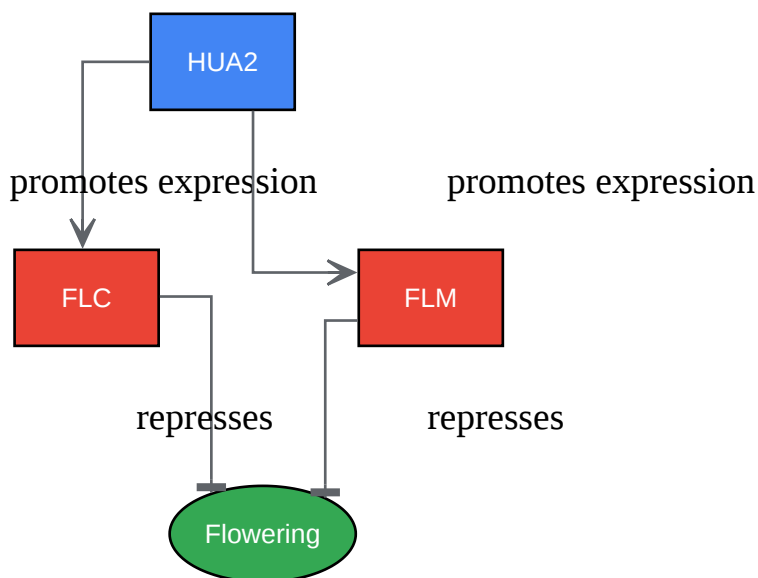 HUA2
promotes expression
promotes expression
FLC
FLM
represses
represses
Flowering